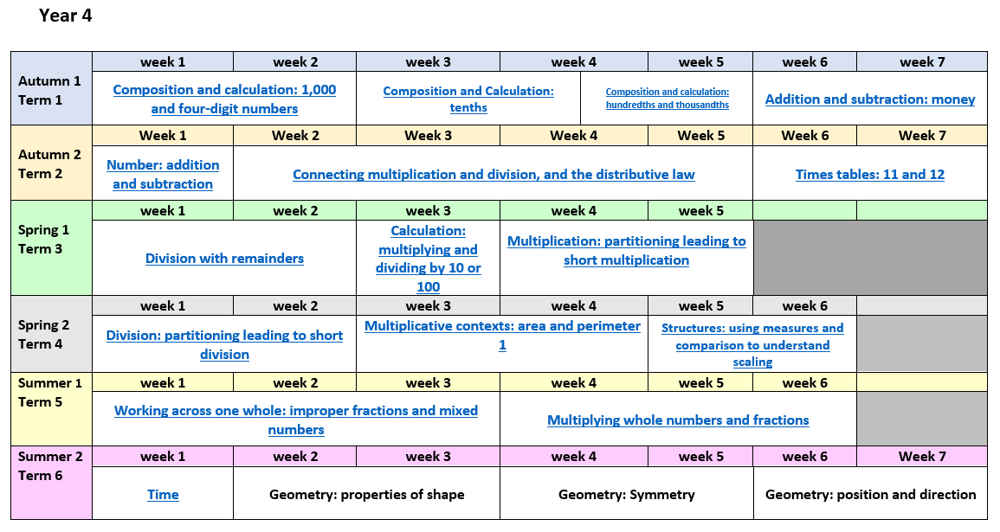 Year 4
week 1 week 2 week 3 week 4 week 5 week 6 week 7
Autumn 1
Term 1
Composition and calculation: 1,000
and four-digit numbers
Composition and Calculation:
tenths
Composition and calculation:
hundredths and thousandths
Addition and subtraction: money
Week 1 Week 2 Week 3 Week 4 Week 5 Week 6 Week 7
Autumn 2
Term 2
Number: addition
and subtraction
Connecting multiplication and division, and the distributive law
Times tables: 11 and 12
week 1 week 2 week 3 week 4 week 5
Spring 1
Term 3
Division with remainders
Calculation:
multiplying and
dividing by 10 or
100
Multiplication: partitioning leading to
short multiplication
week 1 week 2 week 3 week 4 week 5 week 6
Spring 2
Term 4
Division: partitioning leading to short
division
Multiplicative contexts: area and perimeter
1
Structures: using measures and
comparison to understand
scaling
Summer 1
Term 5
week 1 week 2 week 3 week 4 week 5 week 6
Working across one whole: improper fractions and mixed
numbers
Multiplying whole numbers and fractions
Summer 2
Term 6
week 1 week 2 week 3 week 4 week 5 week 6 Week 7
Time
Geometry: properties of shape
Geometry: Symmetry
Geometry: position and direction